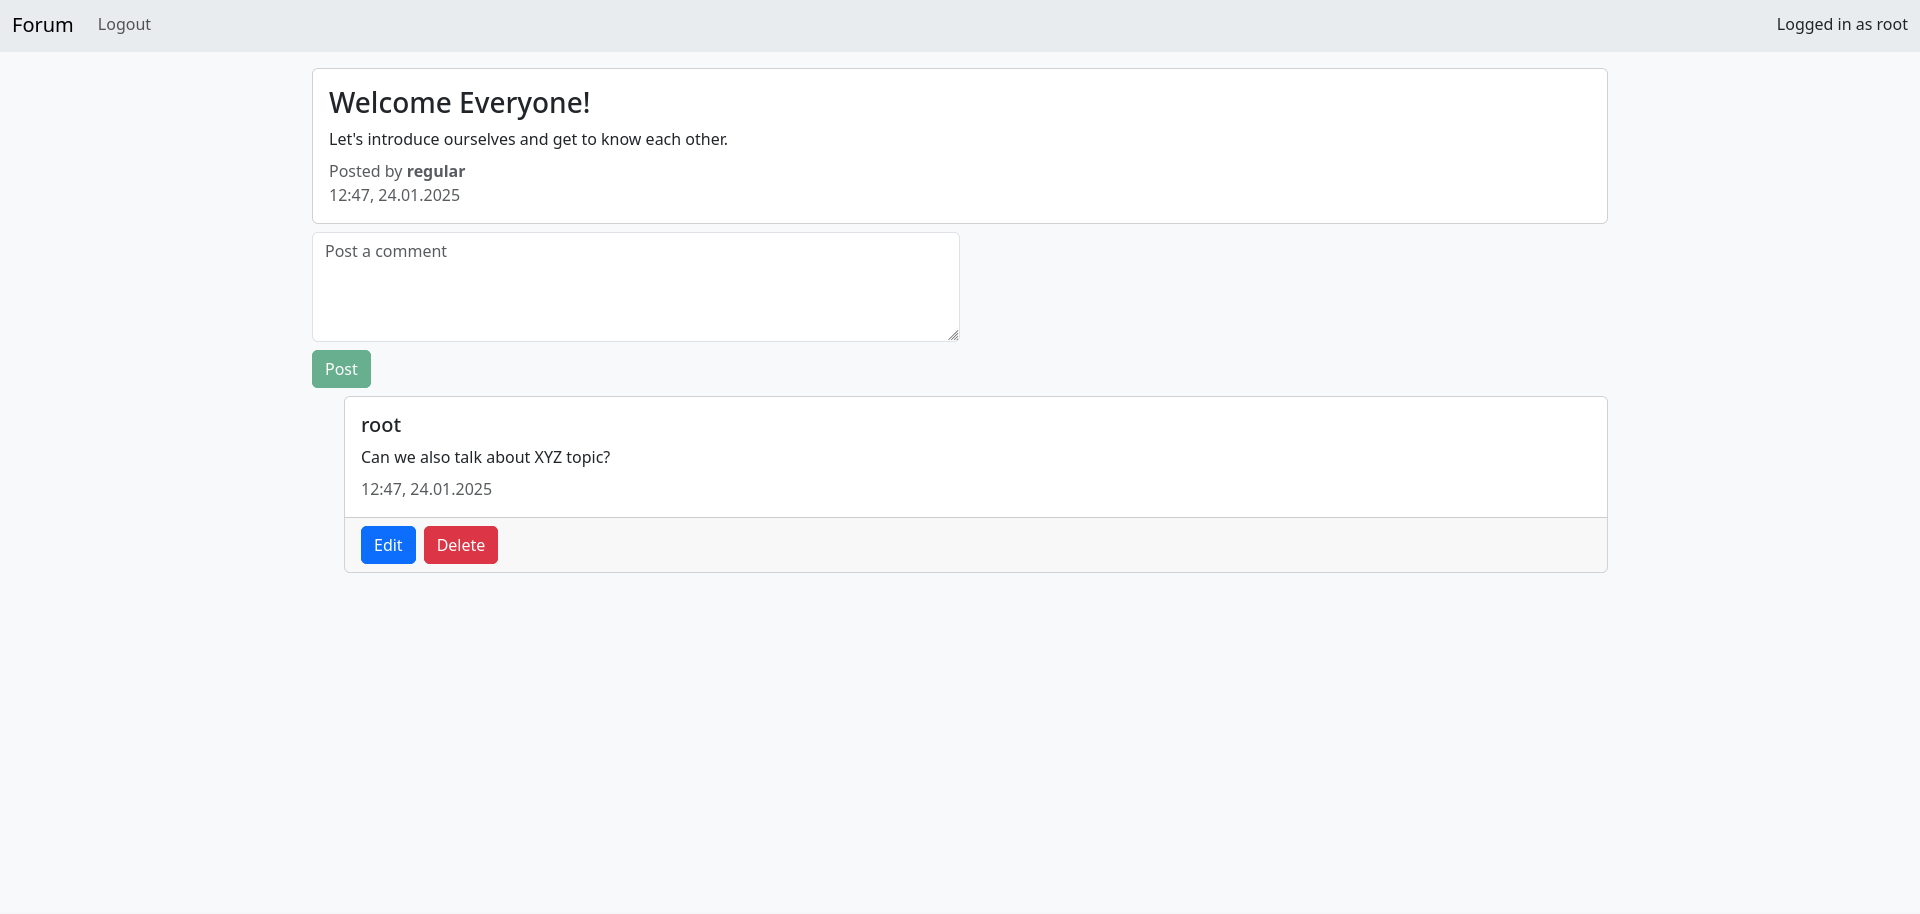 Forum Logout Logged in as root
Welcome Everyone!
Let's introduce ourselves and get to know each other.
Posted by regular
12:47, 24.01.2025
Post a comment
Post
root
Can we also talk about XYZ topic?
12:47, 24.01.2025
Edit Delete